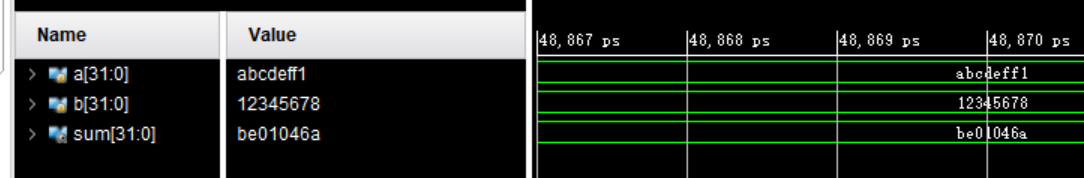 Name Value
48,867 ps 48,868 ps 48,869 ps 48,870 ps
a[31:0] abcdeff1 abcdeff1
b[31:0] 12345678 12345678
sum[31:0] be01046a be01046a